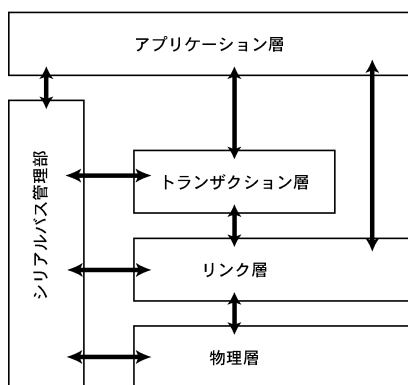 アプリケーション層
シリアルバス管理部
トランザクション層
リンク層
物理層